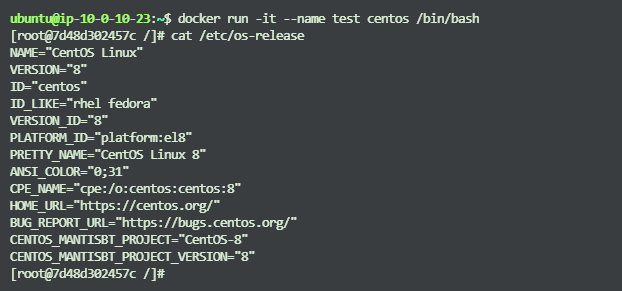 ubuntu@ip-10-0-10-23:~$ docker run -it --name test centos /bin/bash
[root@7d48d302457c /]# cat /etc/os-release
NAME="CentOS Linux"
VERSION="8"
ID="centos"
ID_LIKE="rhel fedora"
VERSION_ID="8"
PLATFORM_ID="platform:el8"
PRETTY_NAME="CentOS Linux 8"
ANSI_COLOR="0;31"
CPE_NAME="cpe:/o:centos:centos:8"
HOME_URL="https://centos.org/"
BUG_REPORT_URL="https://bugs.centos.org/"
CENTOS_MANTISBT_PROJECT="CentOS-8"
CENTOS_MANTISBT_PROJECT_VERSION="8"
[root@7d48d302457c /]#